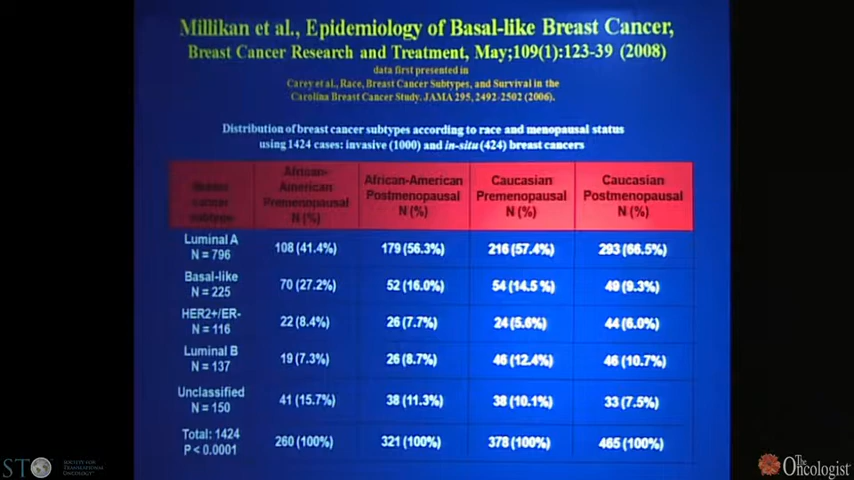 Millikan et al., Epidemiology of Basal-like Breast Cancer,
Breast Cancer Research and Treatment, May;109(1):123-39 (2008)
data first presented in
Carey et al., Race, Breast Cancer Subtypes, and Survival in the
Carolina Breast Cancer Study. JAMA 295, 2492-2502 (2006).
Distribution of breast cancer subtypes according to race and menopausal status
using 1424 cases: invasive (1000) and in-situ (424) breast cancers
Breast cancer subtype
African-American Premenopausal N (%)
African-American Postmenopausal N (%)
Caucasian Premenopausal N (%)
Caucasian Postmenopausal N (%)
Luminal A N = 796 108 (41.4%) 179 (56.3%) 216 (57.4%) 293 (66.5%)
Basal-like N = 225 70 (27.2%) 52 (16.0%) 54 (14.5 %) 49 (9.3%)
HER2+/ER- N = 116 22 (8.4%) 26 (7.7%) 24 (5.6%) 44 (6.0%)
Luminal B N = 137 19 (7.3%) 26 (8.7%) 46 (12.4%) 46 (10.7%)
Unclassified N = 150 41 (15.7%) 38 (11.3%) 38 (10.1%) 33 (7.5%)
Total: 1424 P < 0.0001 260 (100%) 321 (100%) 378 (100%) 465 (100%)
STO
SOCIETY FOR
TRANSLATIONAL
ONCOLOGY
The Oncologist